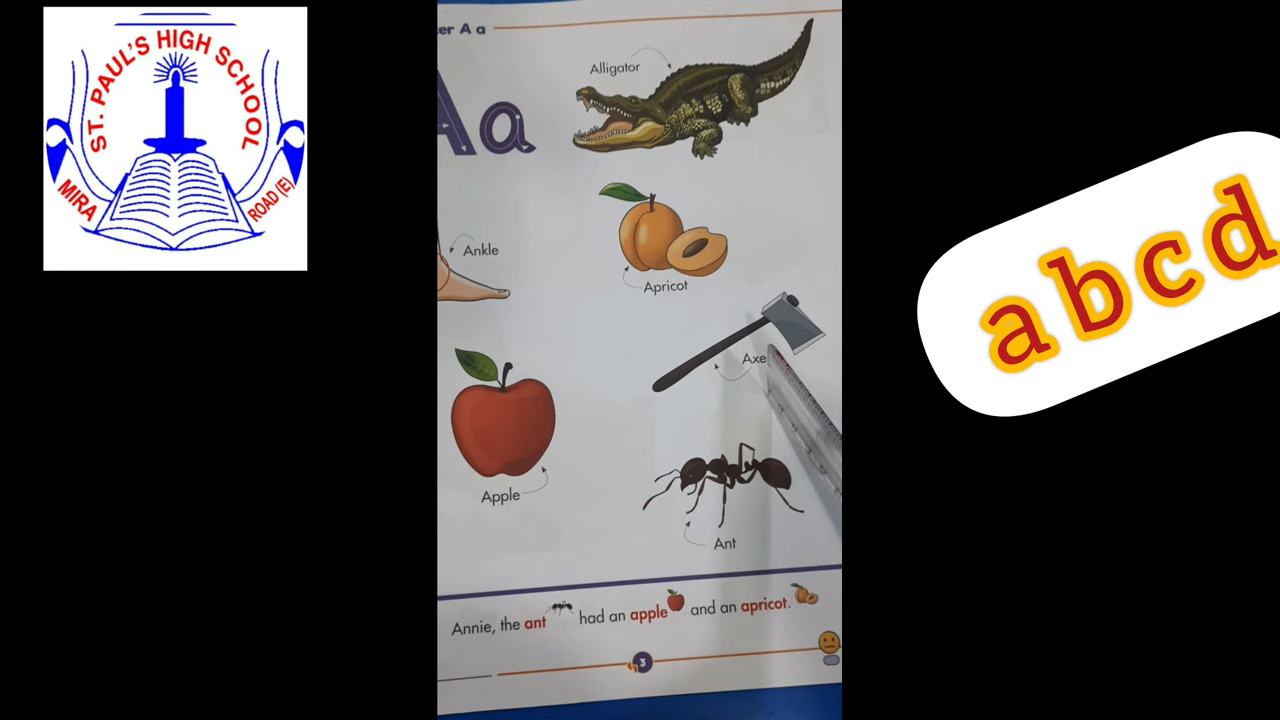 ST. PAUL'S HIGH SCHOOL
MIRA ROAD (E)
er A a
Aa
Alligator
Ankle
Apricot
Axe
Apple
Ant
Annie, the ant had an apple and an apricot.
3
abcd